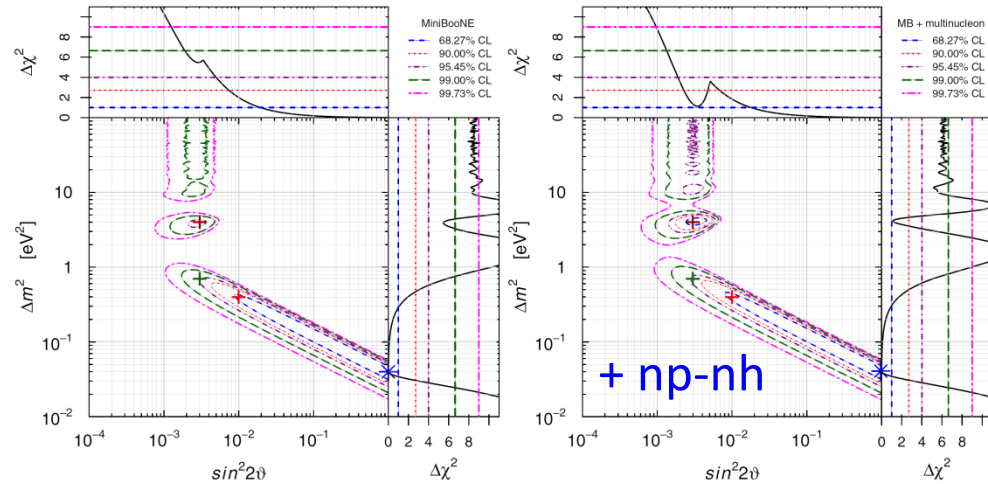 MiniBooNE
68.27% CL
90.00% CL
95.45% CL
99.00% CL
99.73% CL
Δχ²
8
6
4
2
0
Δm² [eV²]
10
1
10⁻¹
10⁻²
10⁻⁴
10⁻³
10⁻²
10⁻¹
0 2 4 6 8
sin²2ϑ
Δχ²
MB + multinucleon
68.27% CL
90.00% CL
95.45% CL
99.00% CL
99.73% CL
Δχ²
8
6
4
2
0
Δm² [eV²]
10
1
10⁻¹
10⁻²
+ np-nh
10⁻⁴
10⁻³
10⁻²
10⁻¹
0 2 4 6 8
sin²2ϑ
Δχ²